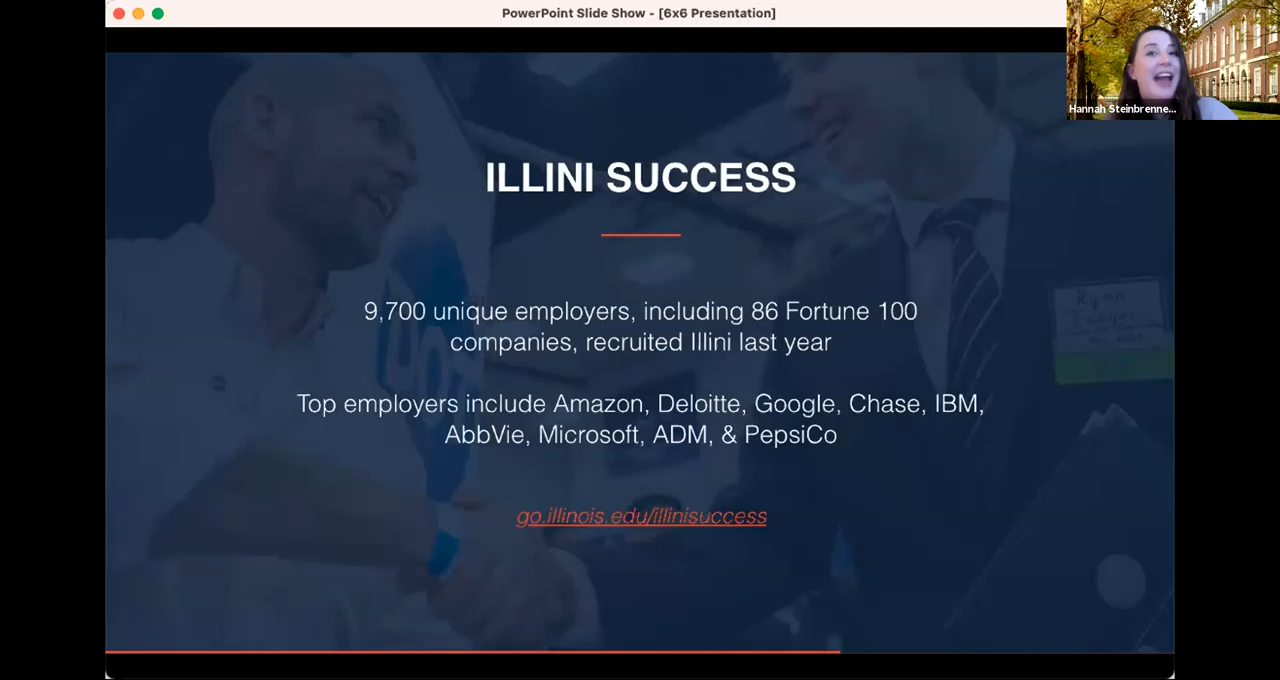 PowerPoint Slide Show - [6x6 Presentation]
Hannah Steinbrenne...
ILLINI SUCCESS
9,700 unique employers, including 86 Fortune 100
companies, recruited Illini last year
Top employers include Amazon, Deloitte, Google, Chase, IBM,
AbbVie, Microsoft, ADM, & PepsiCo
go.illinois.edu/illinisuccess